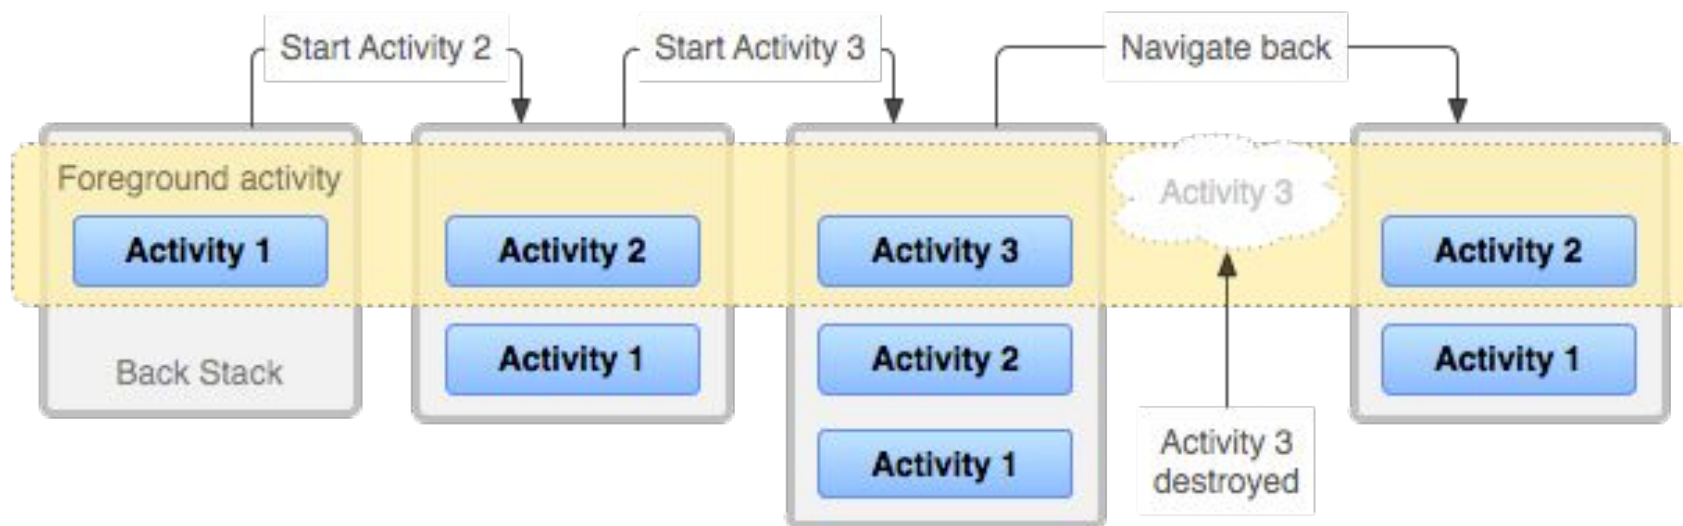 Start Activity 2
Start Activity 3
Navigate back
Foreground activity
Activity 1
Back Stack
Activity 2
Activity 1
Activity 3
Activity 2
Activity 1
Activity 3
Activity 3
destroyed
Activity 2
Activity 1